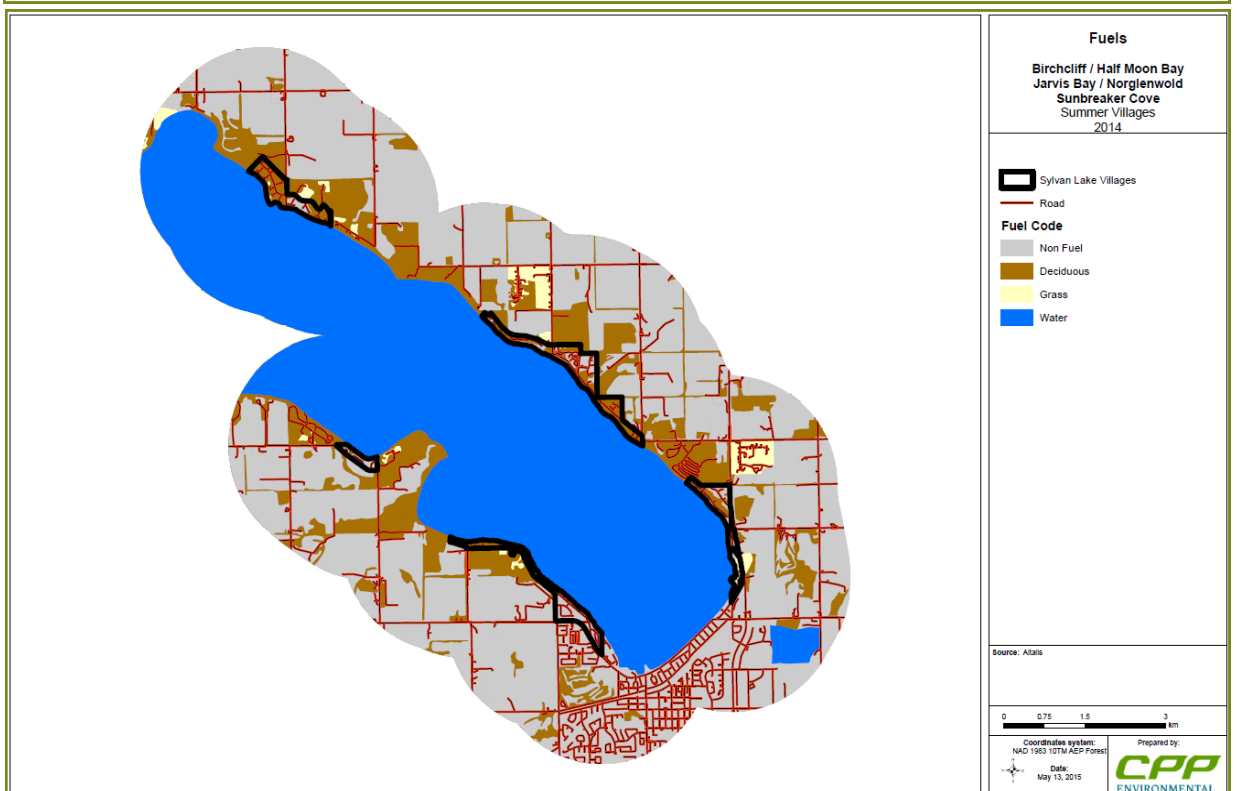 Fuels
Birchcliff / Half Moon Bay
Jarvis Bay / Norglenwold
Sunbreaker Cove
Summer Villages
2014
Sylvan Lake Villages
Road
Fuel Code
Non Fuel
Deciduous
Grass
Water
Source: Altalis
0 0.75 1.5 3
km
Coordinates system:
NAD 1983 10TM AEP Forest
Date:
May 13, 2015
Prepared by:
CPP
ENVIRONMENTAL